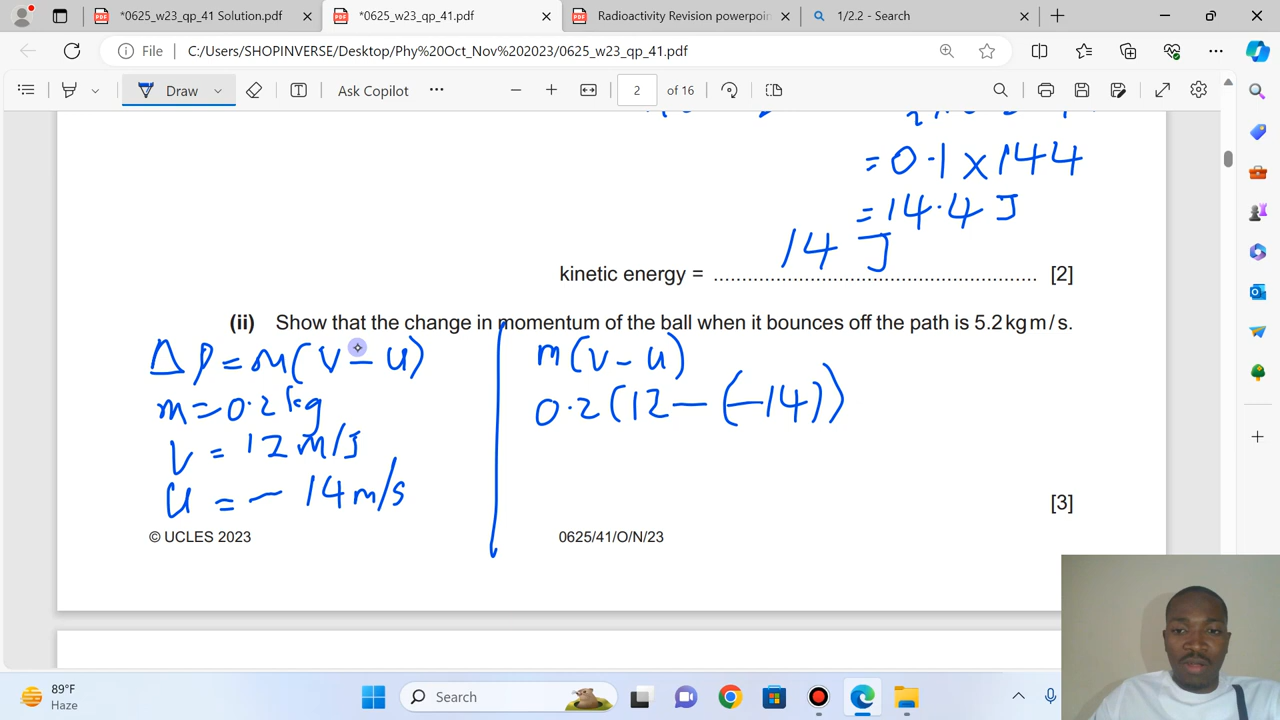 *0625_w23_qp_41 Solution.pdf
*0625_w23_qp_41.pdf
Radioactivity Revision powerpoin
1/2.2 - Search
File
C:/Users/SHOPINVERSE/Desktop/Phy%20Oct_Nov%202023/0625_w23_qp_41.pdf
Draw
Ask Copilot
2
of 16
= 0.1 × 144
= 14.4 J
14 J
kinetic energy = ........................................................ [2]
(ii) Show that the change in momentum of the ball when it bounces off the path is 5.2 kg m/s.
Δp = m(v – u)
m = 0.2 kg
v = 12 m/s
u = – 14 m/s
m(v – u)
0.2(12 – (–14))
[3]
© UCLES 2023
0625/41/O/N/23
89°F
Haze
Search